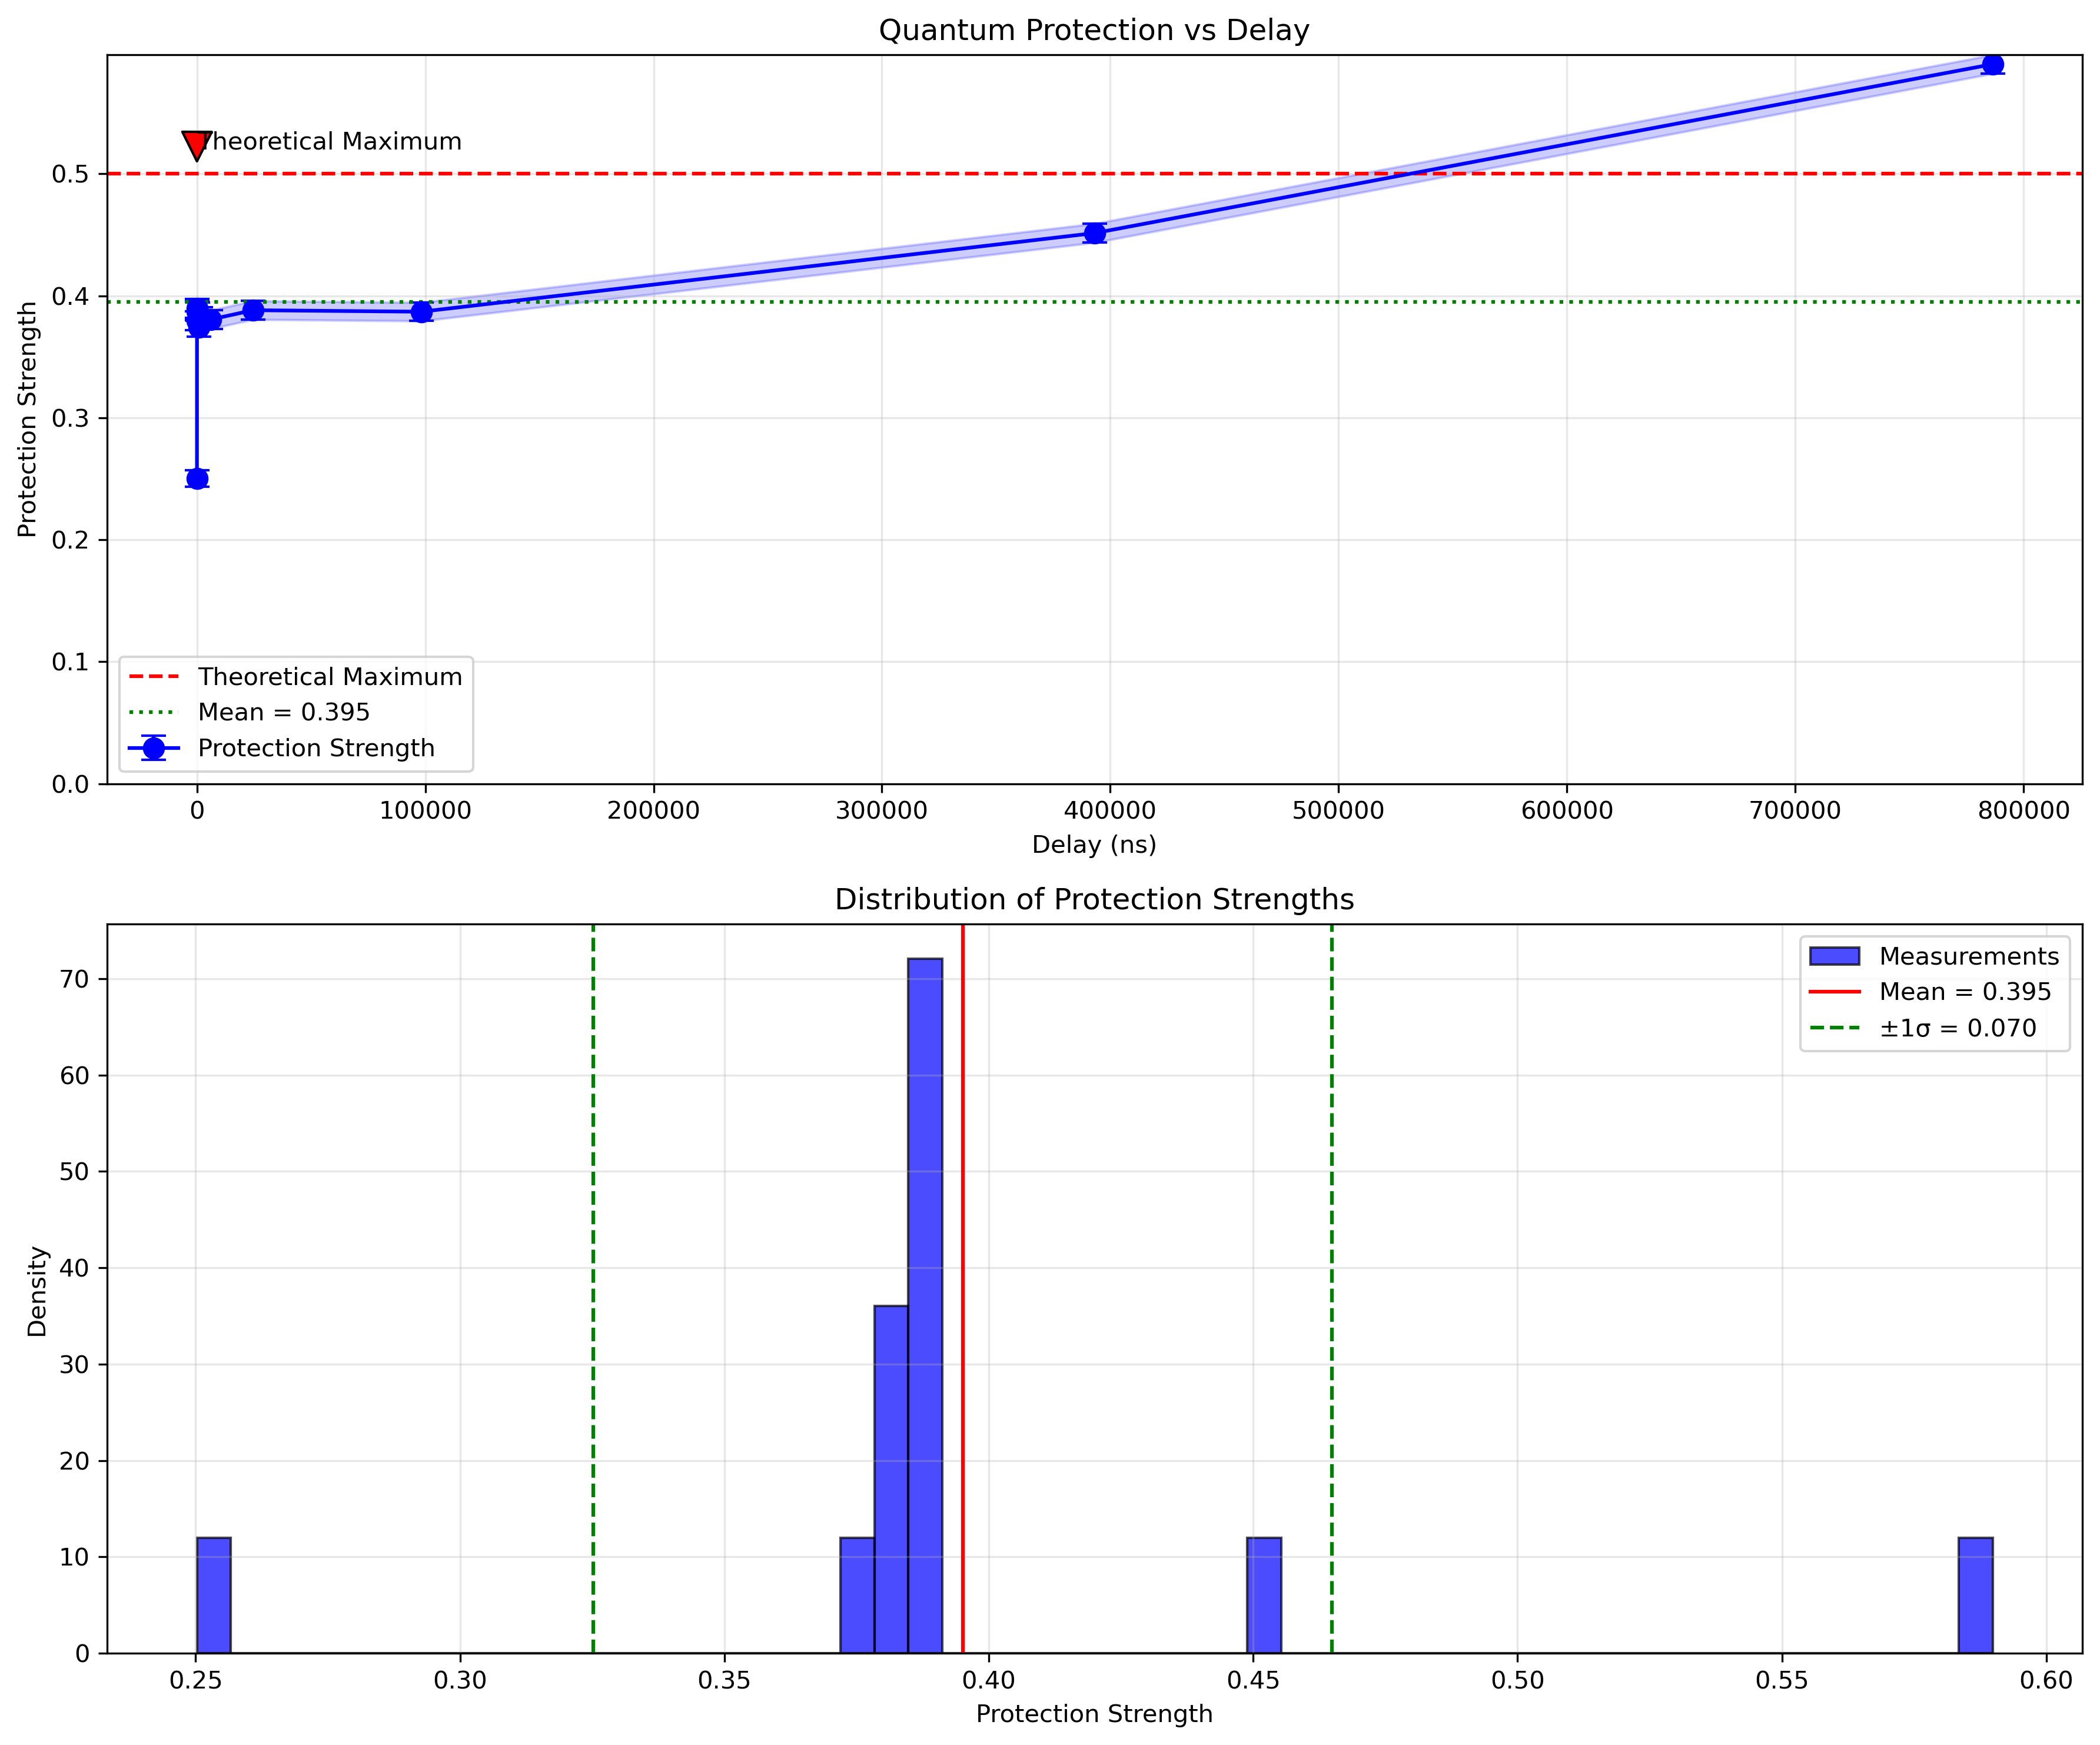 Quantum Protection vs Delay
Protection Strength
0.5
0.4
0.3
0.2
0.1
0.0
Theoretical Maximum
Theoretical Maximum
Mean = 0.395
Protection Strength
0 100000 200000 300000 400000 500000 600000 700000 800000
Delay (ns)
Distribution of Protection Strengths
Density
70
60
50
40
30
20
10
0
Measurements
Mean = 0.395
±1σ = 0.070
0.25 0.30 0.35 0.40 0.45 0.50 0.55 0.60
Protection Strength